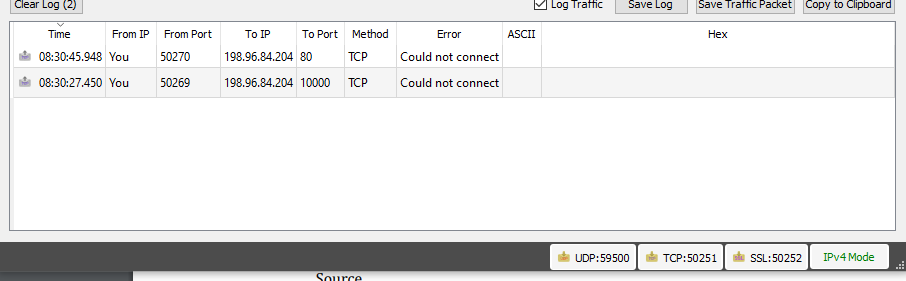 Clear Log (2) Log Traffic Save Log Save Traffic Packet Copy to Clipboard
Time From IP From Port To IP To Port Method Error ASCII Hex
08:30:45.948 You 50270 198.96.84.204 80 TCP Could not connect
08:30:27.450 You 50269 198.96.84.204 10000 TCP Could not connect
UDP:59500 TCP:50251 SSL:50252 IPv4 Mode
Source